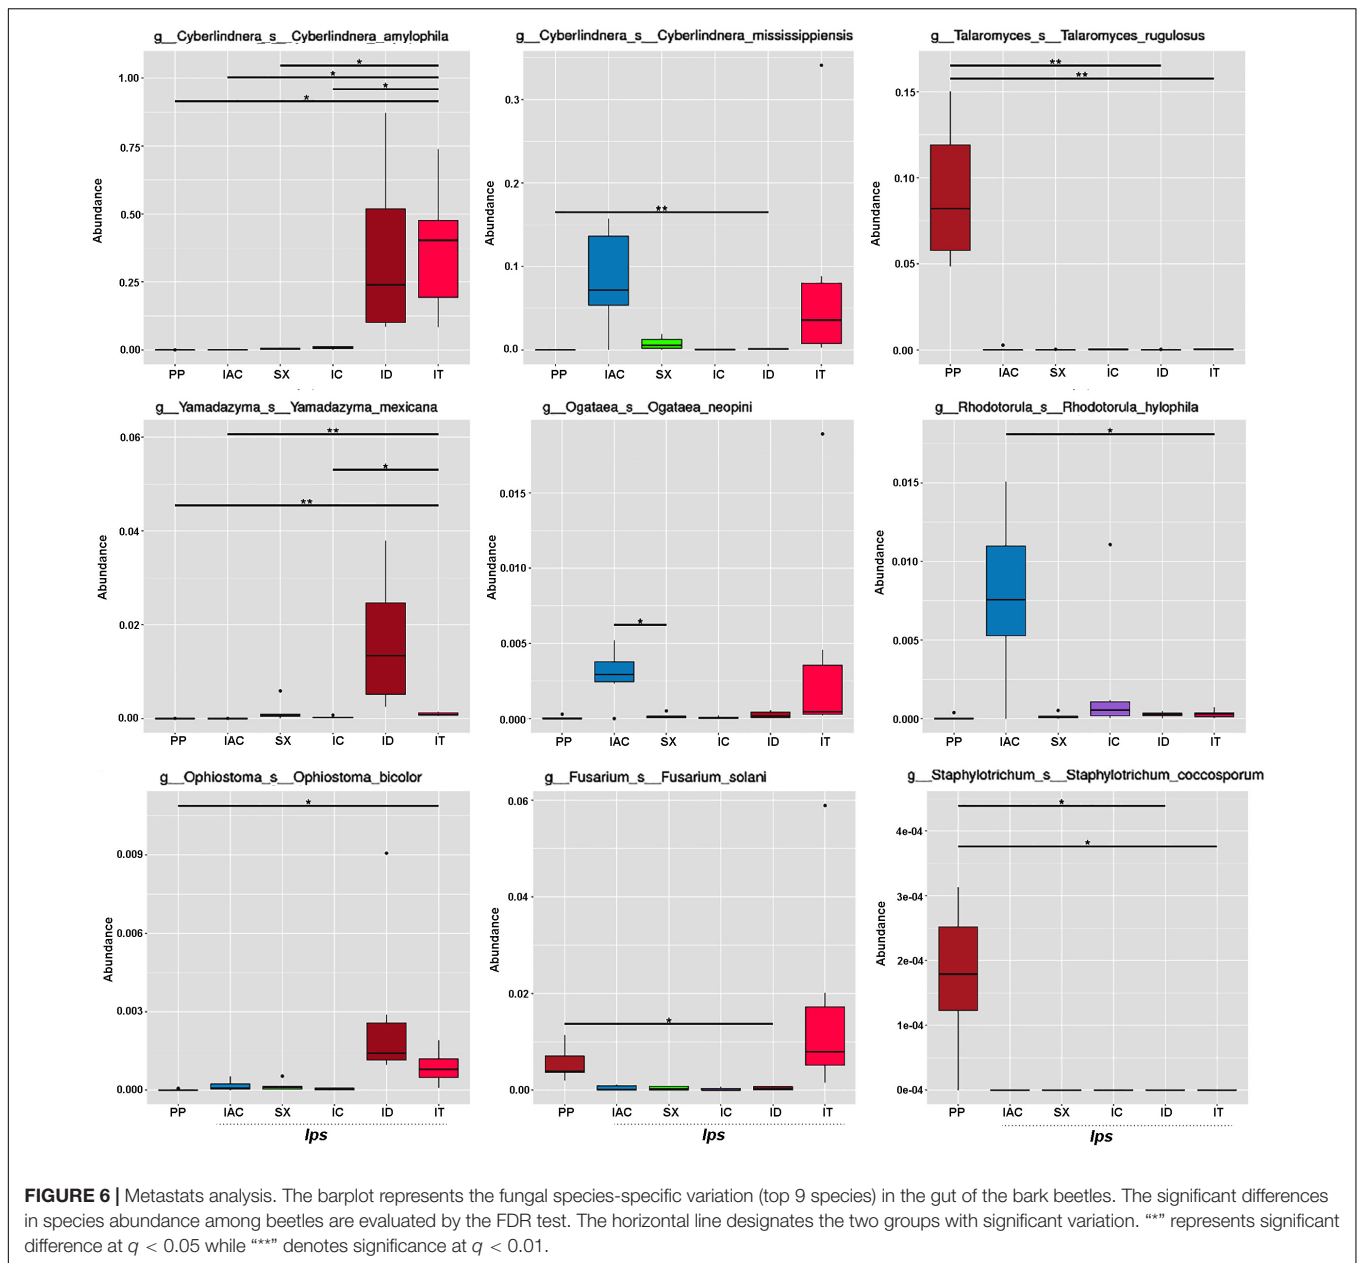 g__Cyberlindnera_s__Cyberlindnera_amylophila
* * * *
Abundance
1.00
0.75
0.50
0.25
0.00
PP IAC SX IC ID IT
g__Cyberlindnera_s__Cyberlindnera_mississippiensis
**
Abundance
0.3
0.2
0.1
0.0
PP IAC SX IC ID IT
g__Talaromyces_s__Talaromyces_rugulosus
** **
Abundance
0.15
0.10
0.05
0.00
PP IAC SX IC ID IT
g__Yamadazyma_s__Yamadazyma_mexicana
** * **
Abundance
0.06
0.04
0.02
0.00
PP IAC SX IC ID IT
g__Ogataea_s__Ogataea_neopini
*
Abundance
0.015
0.010
0.005
0.000
PP IAC SX IC ID IT
g__Rhodotorula_s__Rhodotorula_hylophila
*
Abundance
0.015
0.010
0.005
0.000
PP IAC SX IC ID IT
g__Ophiostoma_s__Ophiostoma_bicolor
*
Abundance
0.009
0.006
0.003
0.000
PP IAC SX IC ID IT
Ips
g__Fusarium_s__Fusarium_solani
*
Abundance
0.06
0.04
0.02
0.00
PP IAC SX IC ID IT
Ips
g__Staphylotrichum_s__Staphylotrichum_coccosporum
* *
Abundance
4e-04
3e-04
2e-04
1e-04
0e-04
PP IAC SX IC ID IT
Ips
FIGURE 6 | Metastats analysis. The barplot represents the fungal species-specific variation (top 9 species) in the gut of the bark beetles. The significant differences
in species abundance among beetles are evaluated by the FDR test. The horizontal line designates the two groups with significant variation. “*” represents significant
difference at q < 0.05 while “**” denotes significance at q < 0.01.